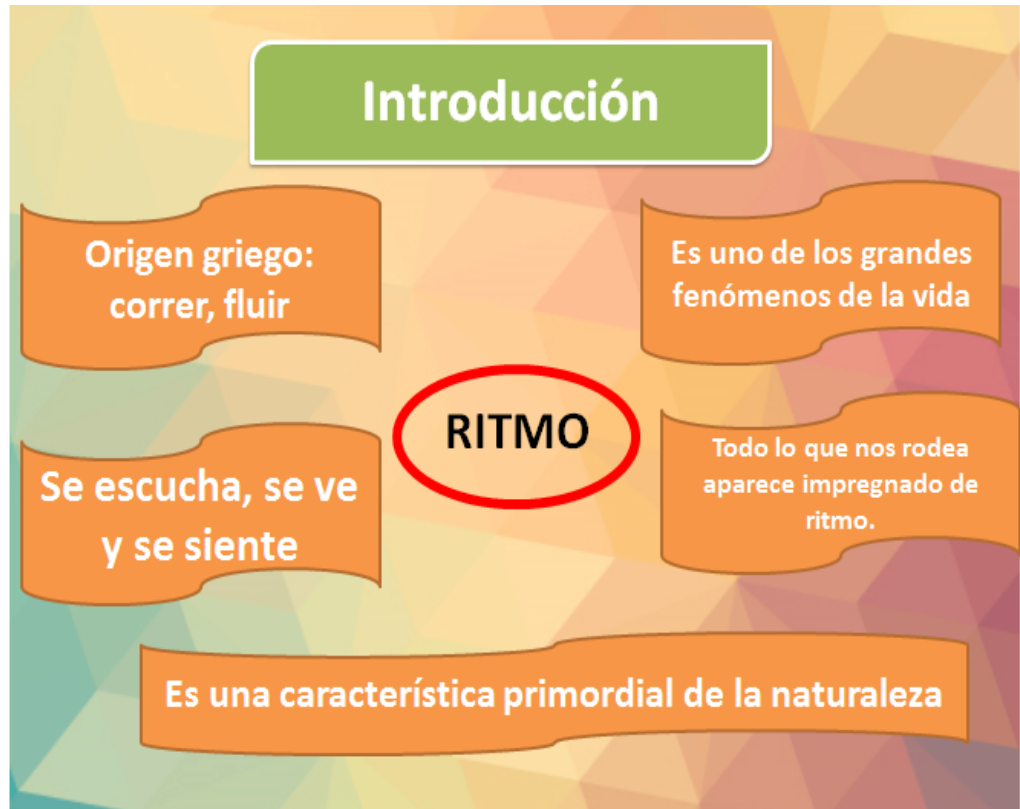 Introducción
Origen griego:
correr, fluir
Es uno de los grandes
fenómenos de la vida
RITMO
Se escucha, se ve
y se siente
Todo lo que nos rodea
aparece impregnado de
ritmo.
Es una característica primordial de la naturaleza